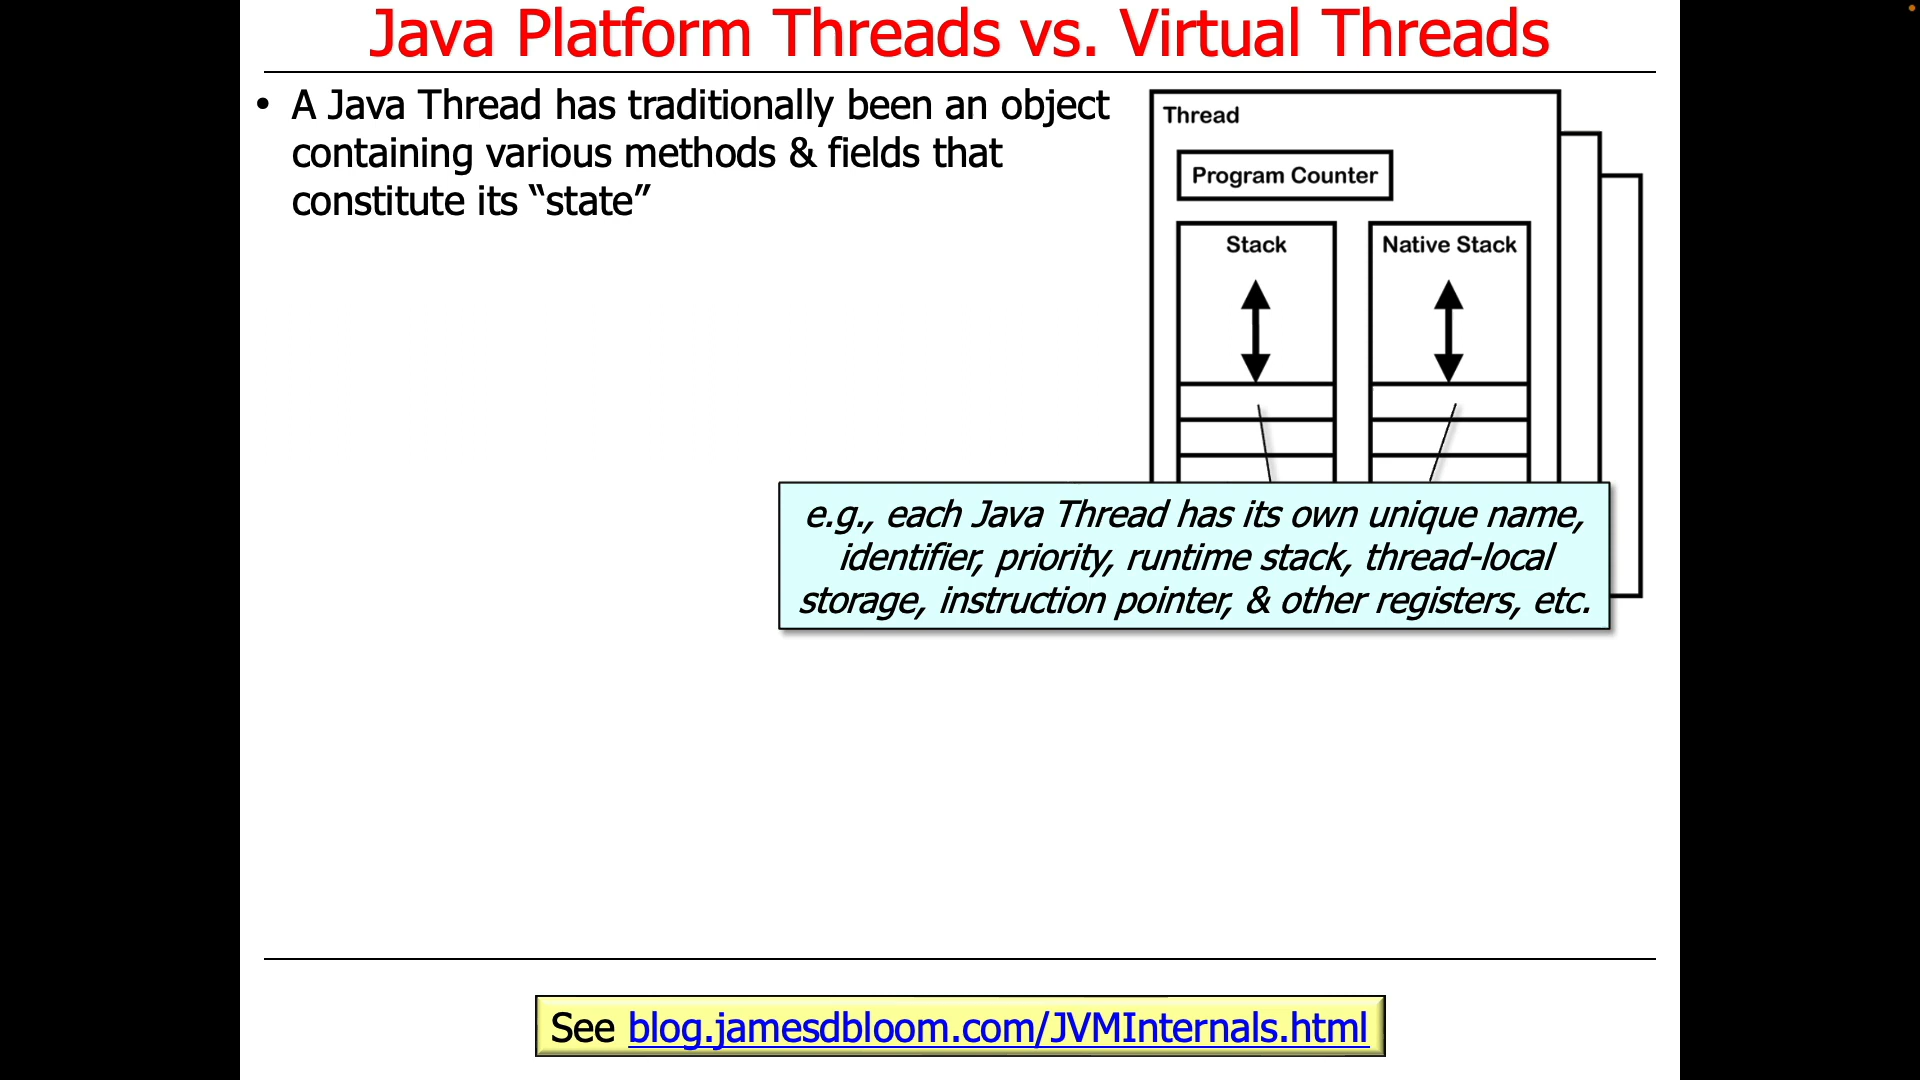 Java Platform Threads vs. Virtual Threads
• A Java Thread has traditionally been an object
containing various methods & fields that
constitute its “state”
Thread
Program Counter
Stack
Native Stack
e.g., each Java Thread has its own unique name,
identifier, priority, runtime stack, thread-local
storage, instruction pointer, & other registers, etc.
See blog.jamesdbloom.com/JVMInternals.html